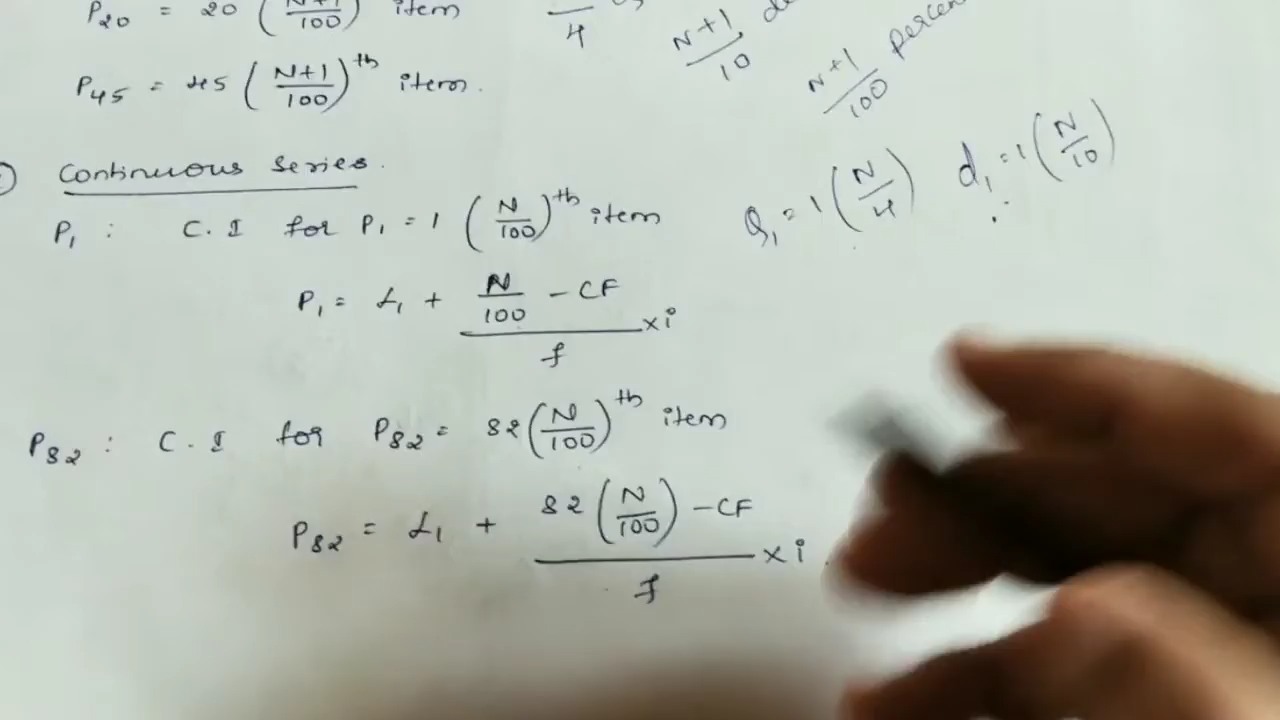 P20 = 20 (N+1/100) item
P45 = 45 (N+1/100)th item.
4
N+1/10
N+1/100
Continuous Series.
P1 : C.I for P1 = 1 (N/100)th item
Q1 = 1 (N/4) d1 = 1 (N/10)
P1 = L1 + N/100 - CF / f × i
P82 : C.I for P82 = 82 (N/100)th item
P82 = L1 + 82 (N/100) - CF / f × i